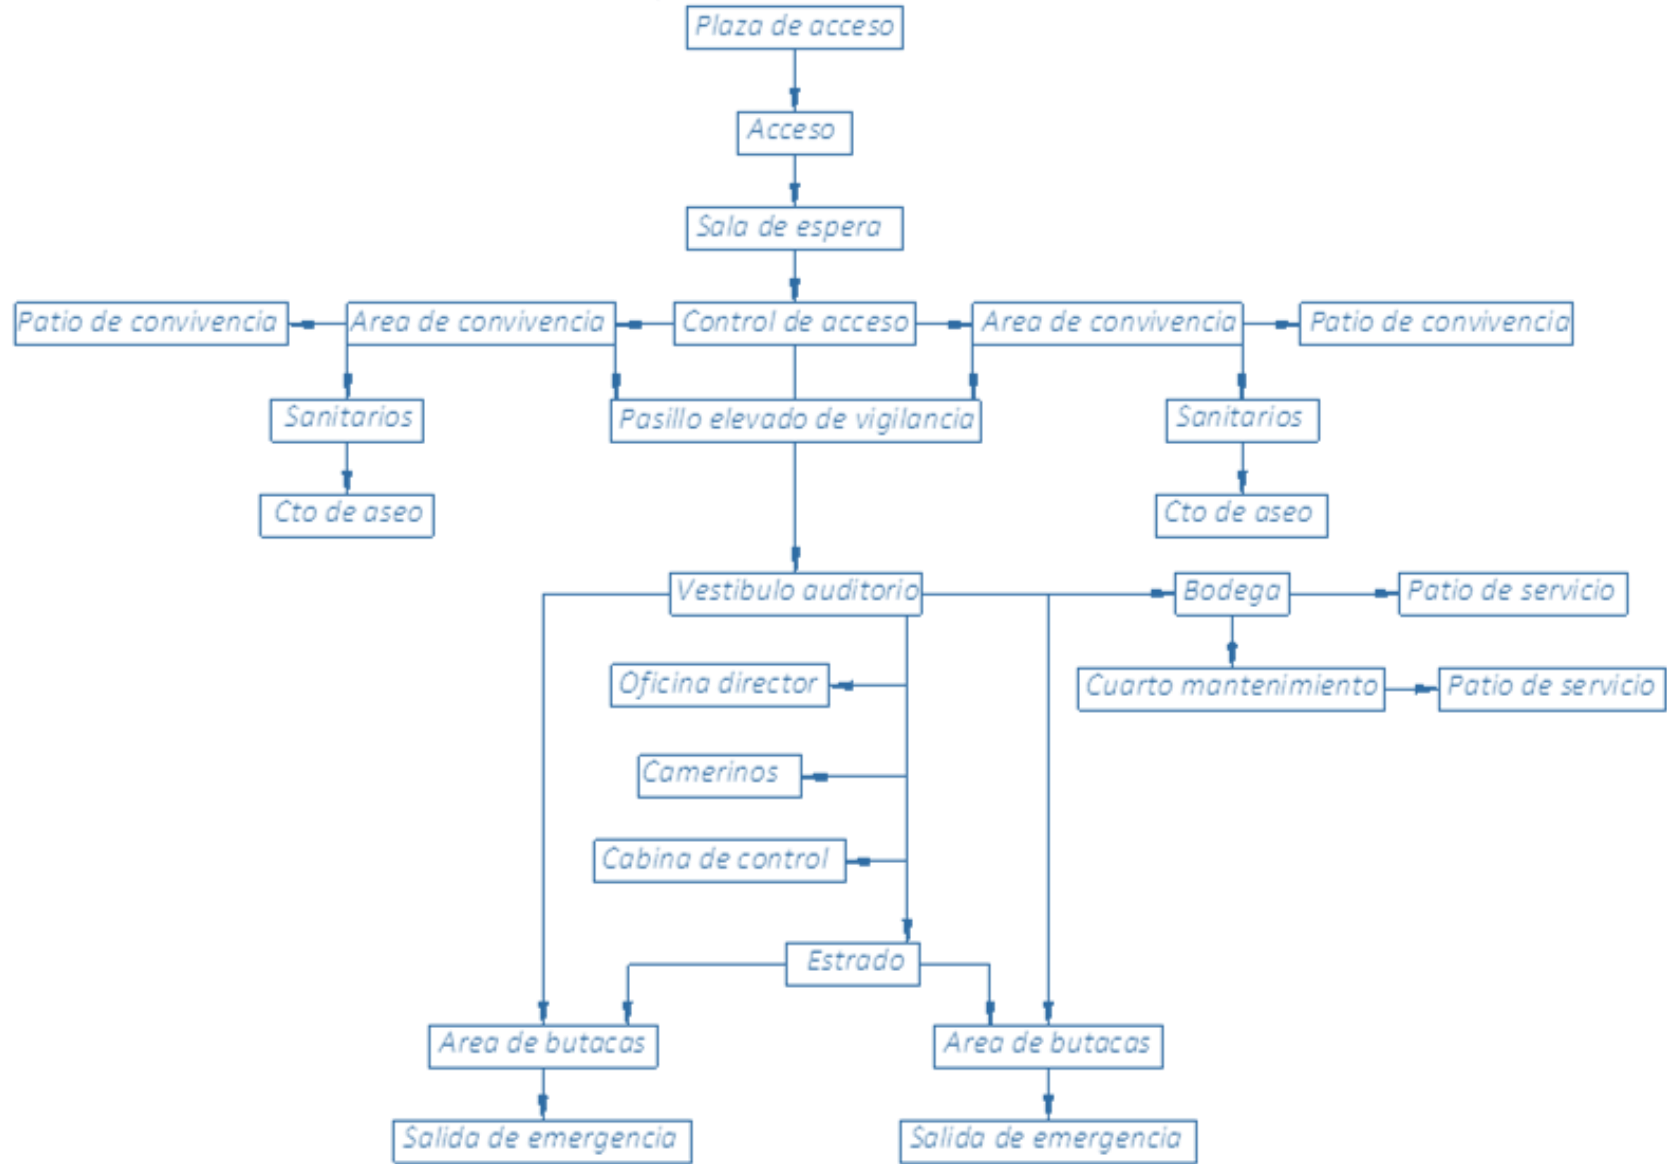 Plaza de acceso
Acceso
Sala de espera
Patio de convivencia
Area de convivencia
Control de acceso
Area de convivencia
Patio de convivencia
Sanitarios
Pasillo elevado de vigilancia
Sanitarios
Cto de aseo
Cto de aseo
Vestibulo auditorio
Bodega
Patio de servicio
Oficina director
Cuarto mantenimiento
Patio de servicio
Camerinos
Cabina de control
Estrado
Area de butacas
Area de butacas
Salida de emergencia
Salida de emergencia